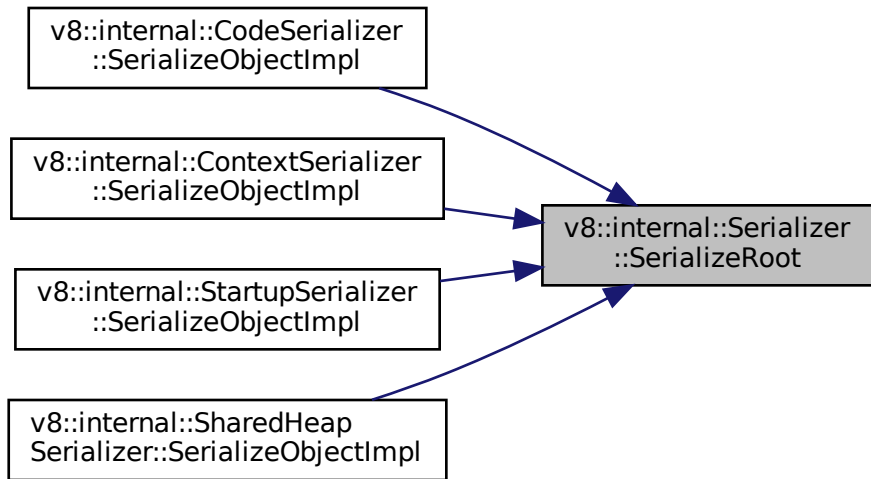 v8::internal::CodeSerializer
::SerializeObjectImpl
v8::internal::ContextSerializer
::SerializeObjectImpl
v8::internal::Serializer
::SerializeRoot
v8::internal::StartupSerializer
::SerializeObjectImpl
v8::internal::SharedHeap
Serializer::SerializeObjectImpl